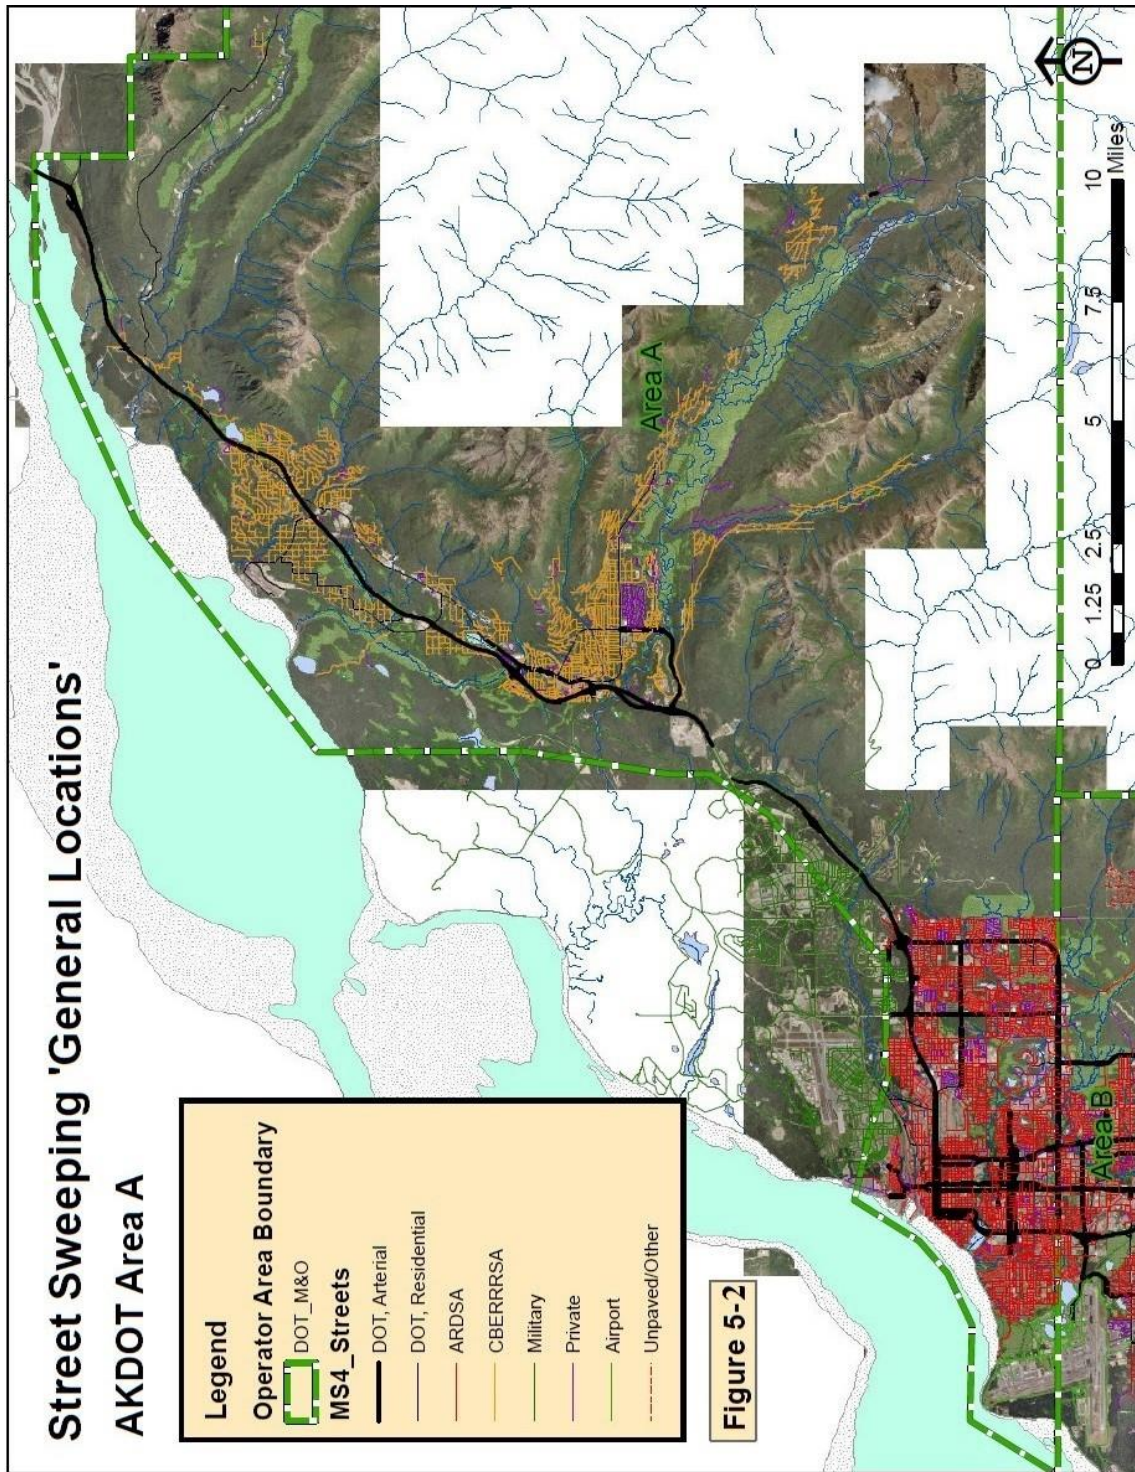 Street Sweeping 'General Locations'
AKDOT Area A
Legend
Operator Area Boundary
DOT_M&O
MS4_Streets
DOT, Arterial
DOT, Residential
ARDSA
CBERRRSA
Military
Private
Airport
Unpaved/Other
Figure 5-2
Area A
Area B
N
0 1.25 2.5 5 7.5 10
Miles